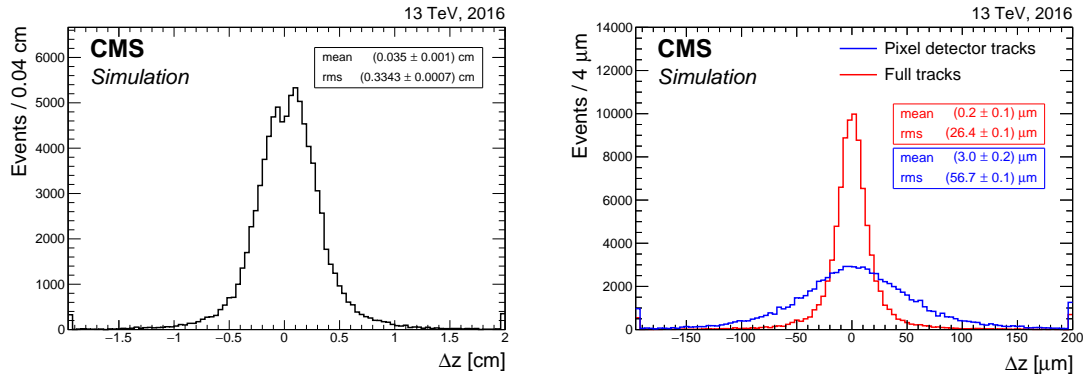 13 TeV, 2016
CMS
Simulation
mean (0.035 ± 0.001) cm
rms (0.3343 ± 0.0007) cm
Events / 0.04 cm
6000
5000
4000
3000
2000
1000
0
−1.5 −1 −0.5 0 0.5 1 1.5 2
Δz [cm]
13 TeV, 2016
CMS
Simulation
Pixel detector tracks
Full tracks
mean (0.2 ± 0.1) μm
rms (26.4 ± 0.1) μm
mean (3.0 ± 0.2) μm
rms (56.7 ± 0.1) μm
Events / 4 μm
14000
12000
10000
8000
6000
4000
2000
0
−150 −100 −50 0 50 100 150 200
Δz [μm]